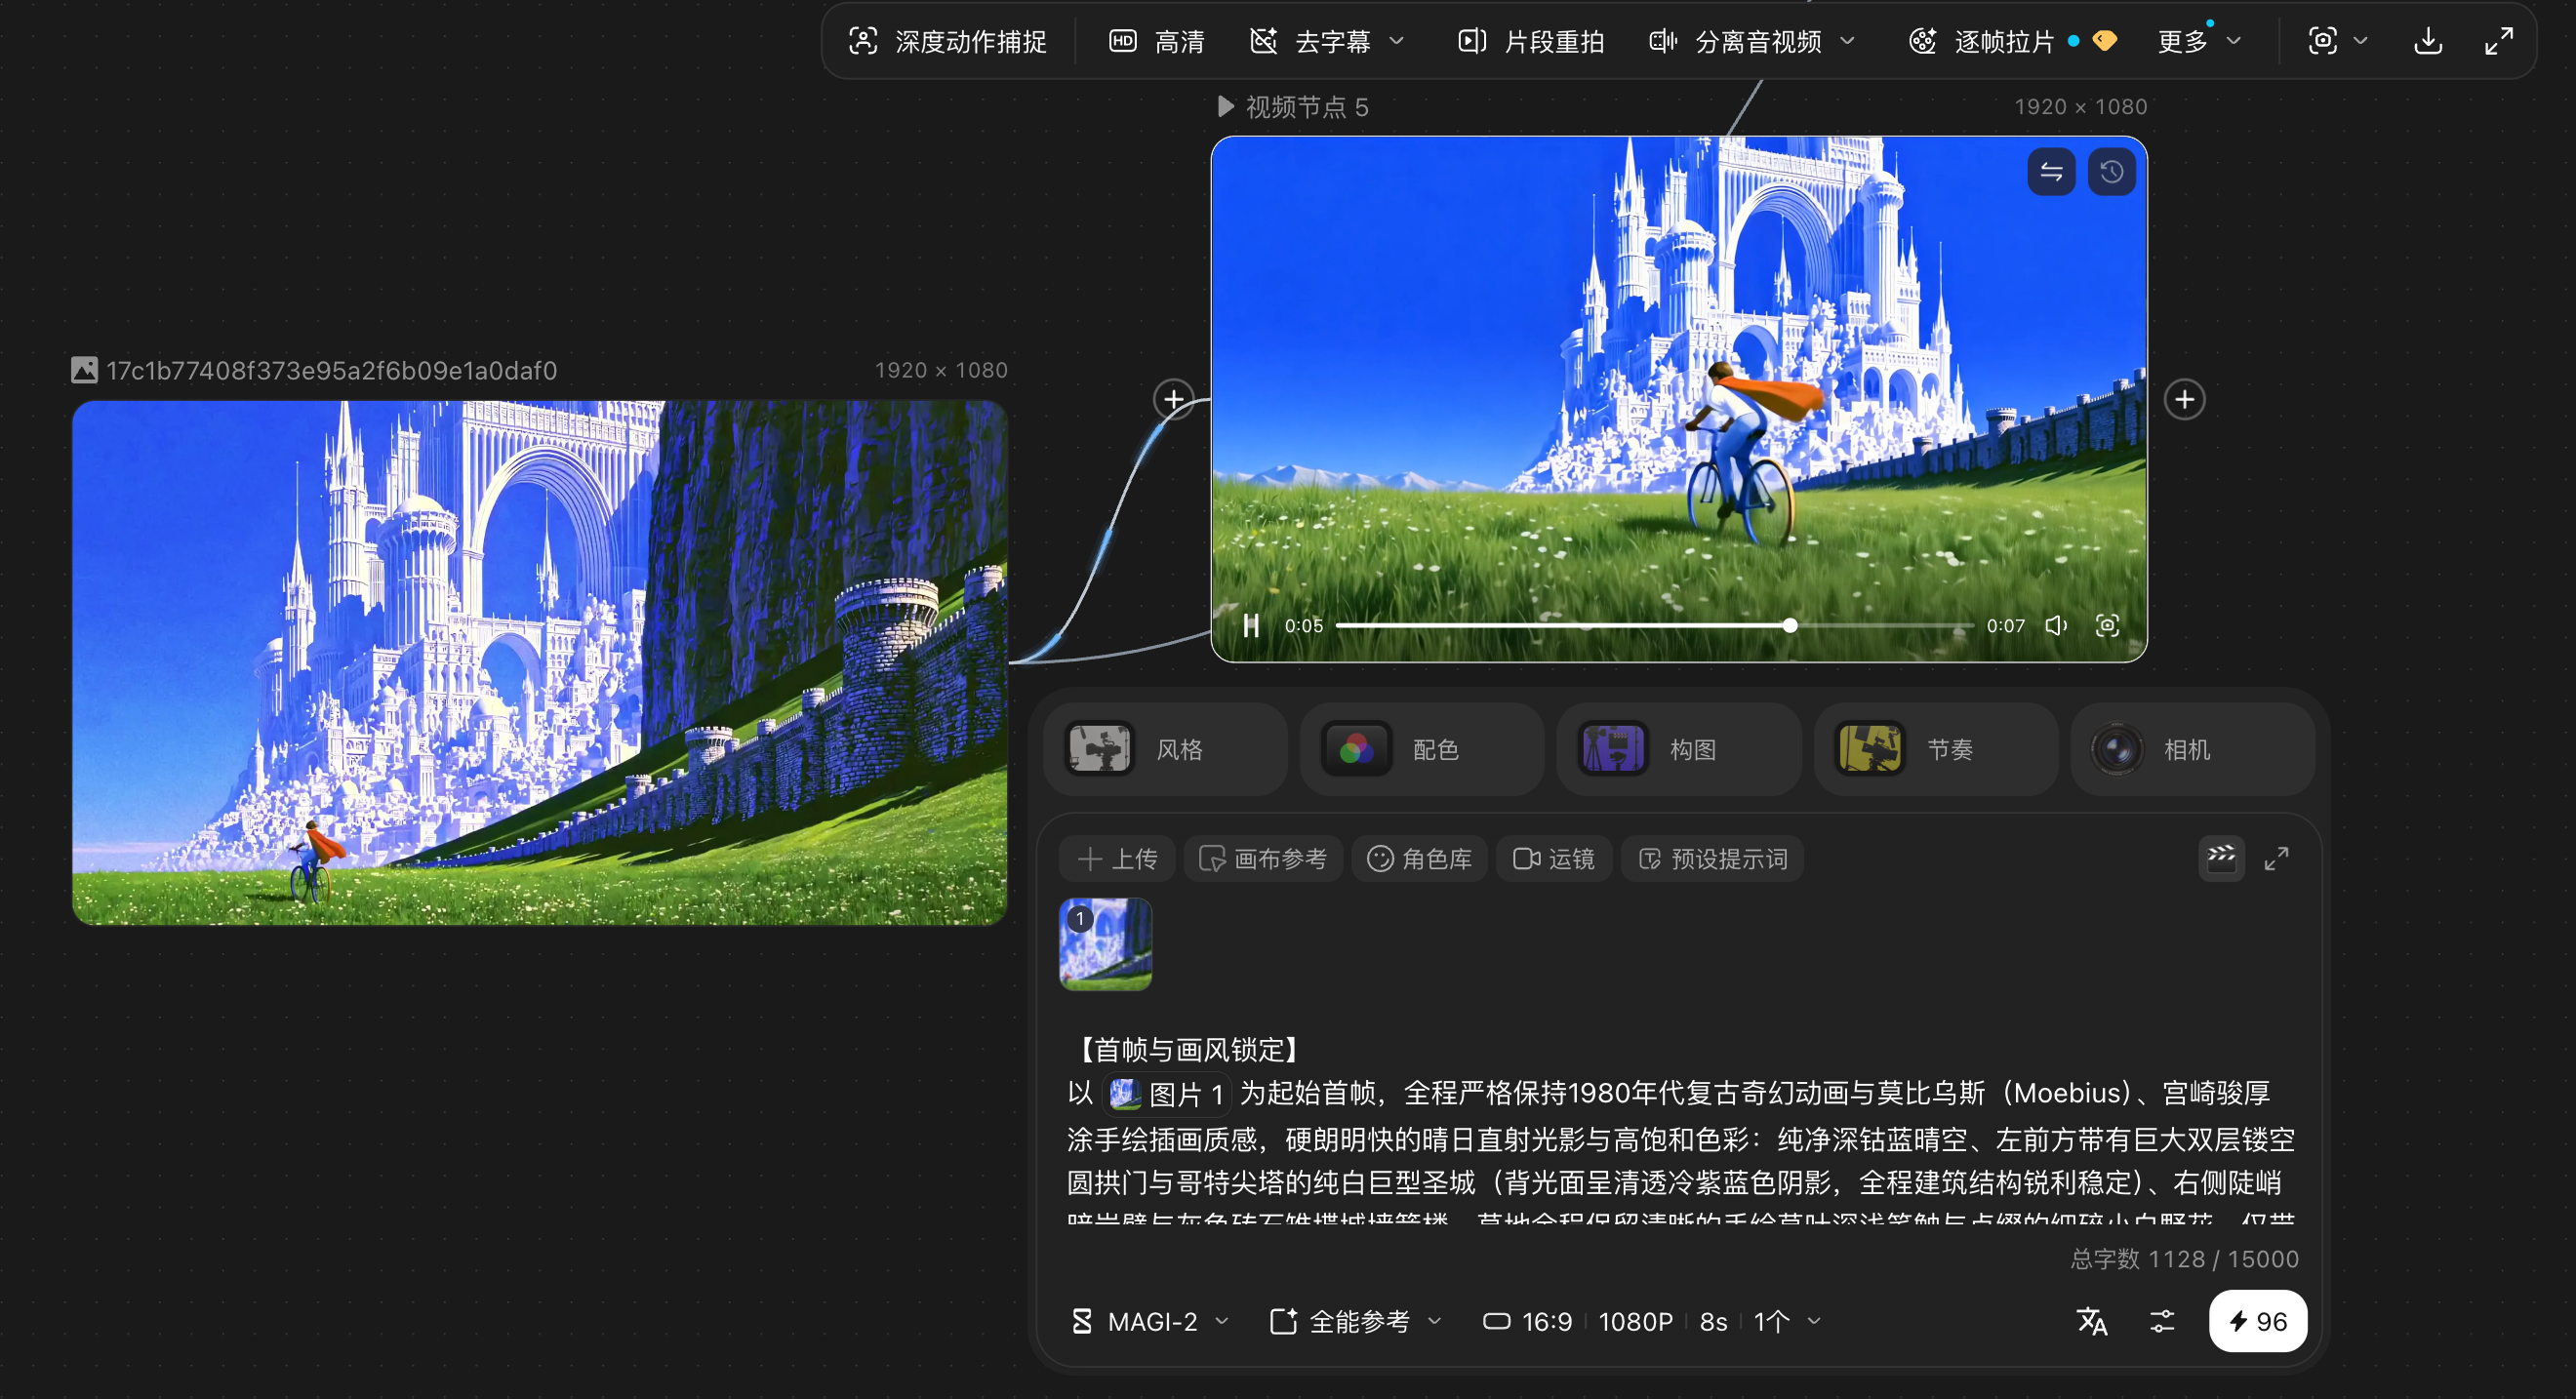 深度动作捕捉
HD 高清
去字幕
片段重拍
分离音视频
逐帧拉片
更多
视频节点 5
1920 × 1080
17c1b77408f373e95a2f6b09e1a0daf0
1920 × 1080
0:05
0:07
风格
配色
构图
节奏
相机
上传
画布参考
角色库
运镜
预设提示词
1
【首帧与画风锁定】
以 图片 1 为起始首帧，全程严格保持1980年代复古奇幻动画与莫比乌斯（Moebius）、宫崎骏厚
涂手绘插画质感，硬朗明快的晴日直射光影与高饱和色彩：纯净深钴蓝晴空、左前方带有巨大双层镂空
圆拱门与哥特尖塔的纯白巨型圣城（背光面呈清透冷紫蓝色阴影，全程建筑结构锐利稳定）、右侧陡峭
总字数 1128 / 15000
MAGI-2
全能参考
16:9
1080P
8s
1个
96